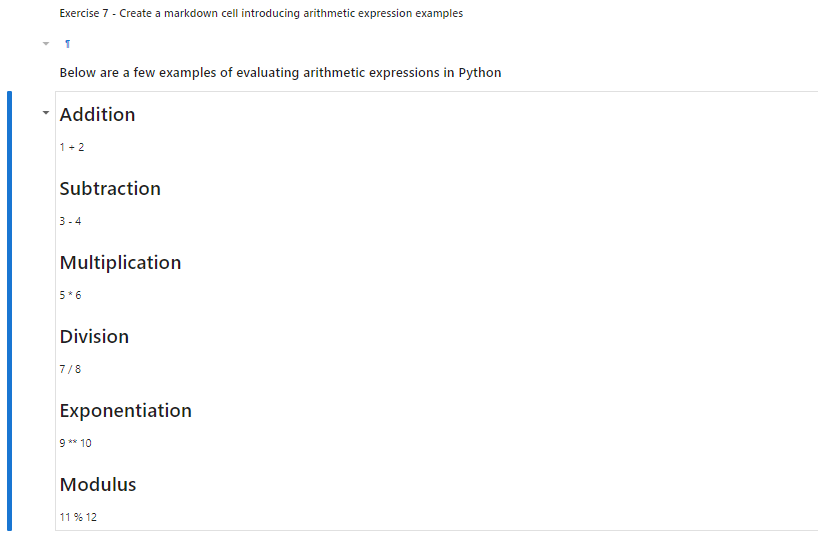 Exercise 7 - Create a markdown cell introducing arithmetic expression examples
¶
Below are a few examples of evaluating arithmetic expressions in Python
Addition
1 + 2
Subtraction
3 - 4
Multiplication
5 * 6
Division
7 / 8
Exponentiation
9 ** 10
Modulus
11 % 12